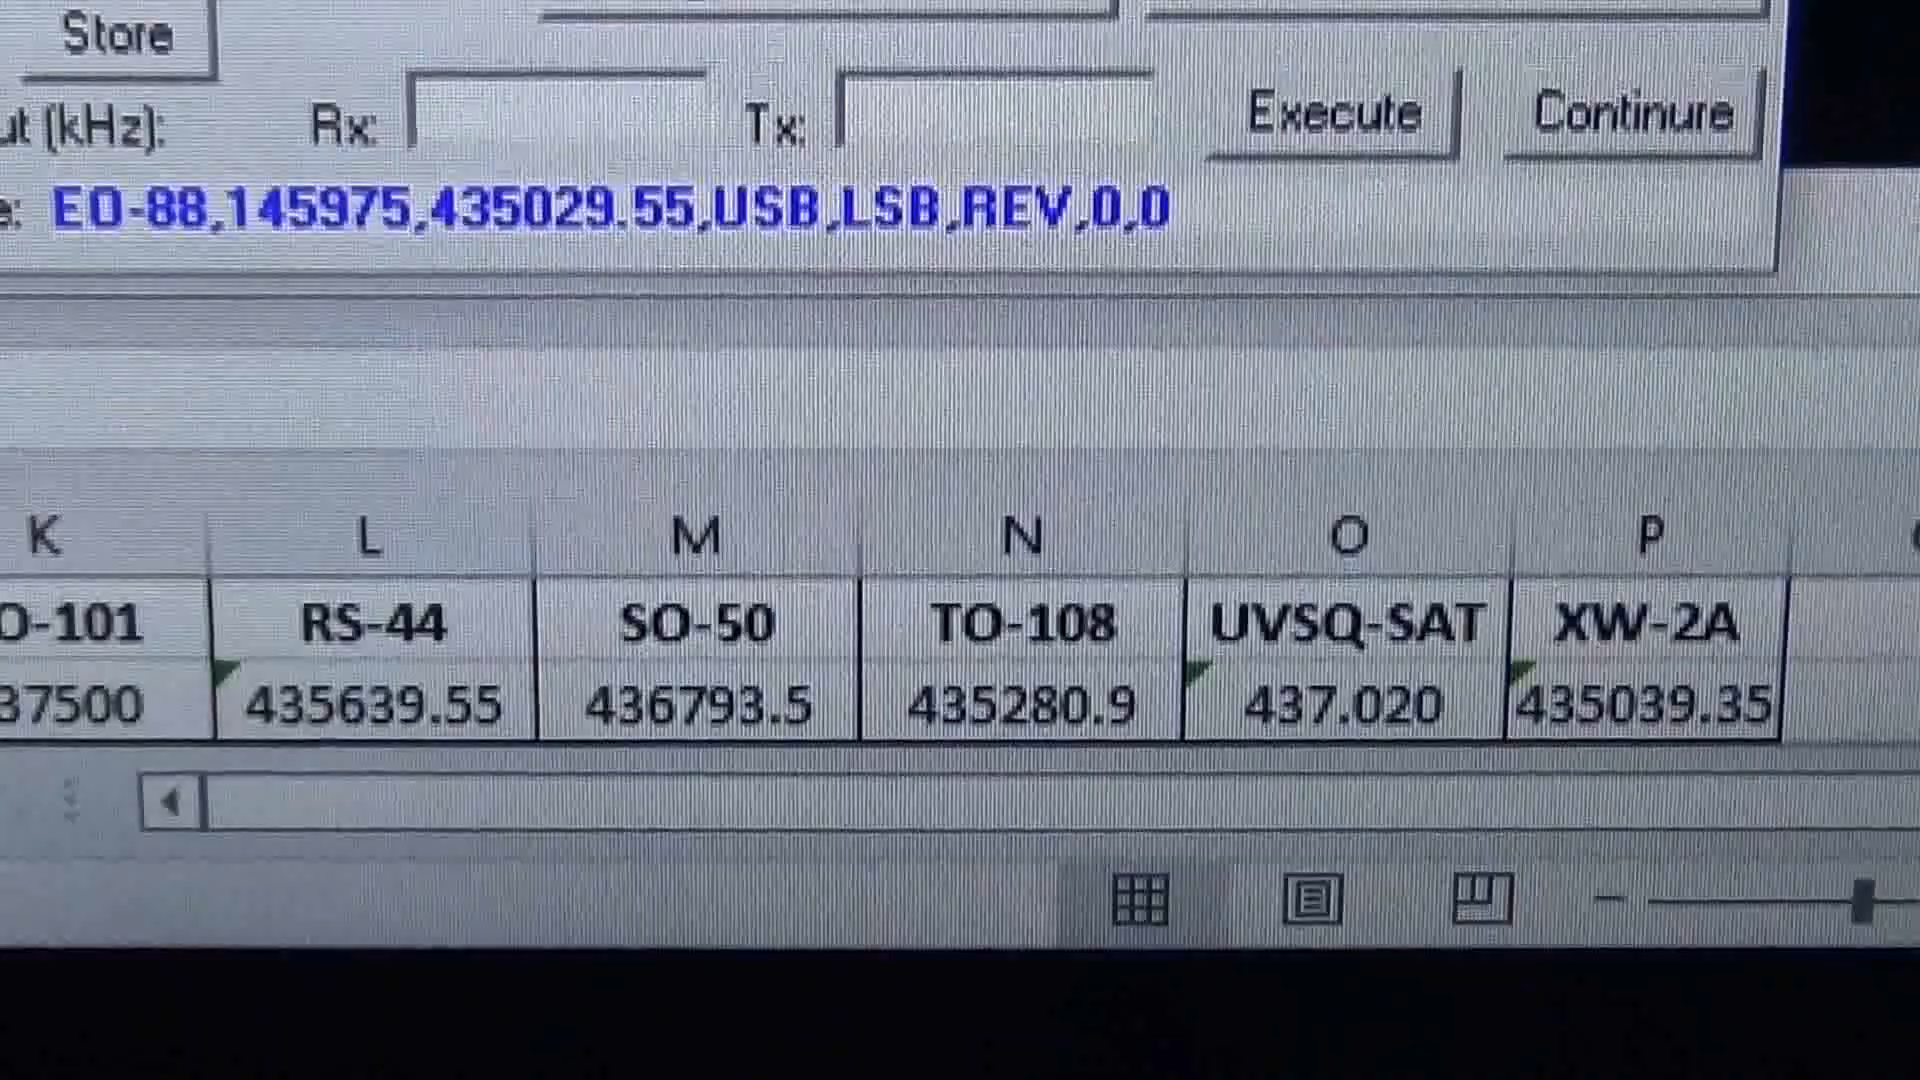 Store
ut (kHz): Rx: Tx: Execute Continure
e: EO-88,145975,435029.55,USB,LSB,REV,0,0
K L M N O P
O-101 RS-44 SO-50 TO-108 UVSQ-SAT XW-2A
37500 435639.55 436793.5 435280.9 437.020 435039.35